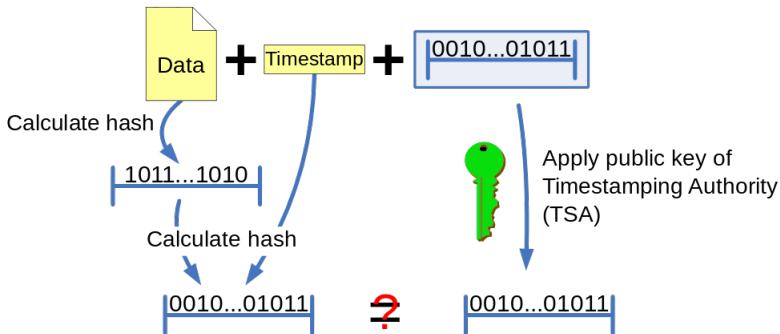 Data
+
Timestamp
+
0010...01011
Calculate hash
1011...1010
Apply public key of
Timestamping Authority
(TSA)
Calculate hash
0010...01011
=
?
0010...01011